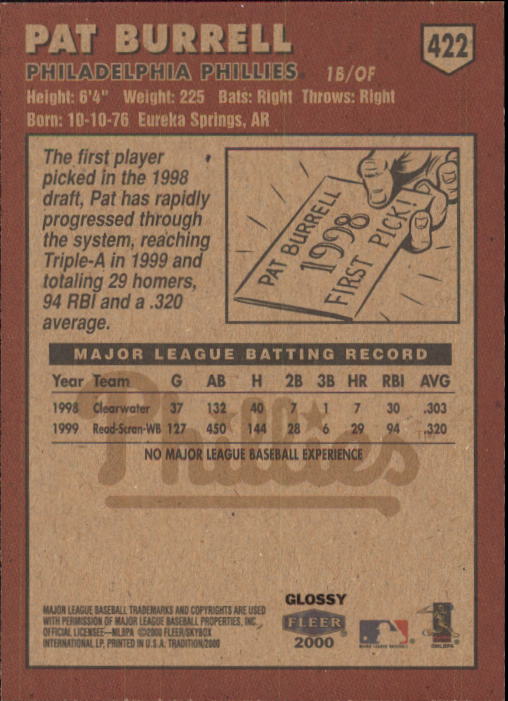 PAT BURRELL
422
PHILADELPHIA PHILLIES 1B/OF
Height: 6'4" Weight: 225 Bats: Right Throws: Right
Born: 10-10-76 Eureka Springs, AR
The first player
picked in the 1998
draft, Pat has rapidly
progressed through
the system, reaching
Triple-A in 1999 and
totaling 29 homers,
94 RBI and a .320
average.
PAT BURRELL
1998
FIRST PICK!
MAJOR LEAGUE BATTING RECORD
Year Team G AB H 2B 3B HR RBI AVG
1998 Clearwater 37 132 40 7 1 7 30 .303
1999 Read-Scran-WB 127 450 144 28 6 29 94 .320
NO MAJOR LEAGUE BASEBALL EXPERIENCE
Phillies
MAJOR LEAGUE BASEBALL TRADEMARKS AND COPYRIGHTS ARE USED
WITH PERMISSION OF MAJOR LEAGUE BASEBALL PROPERTIES, INC.
OFFICIAL LICENSEE—MLBPA ©2000 FLEER/SKYBOX
INTERNATIONAL LP, PRINTED IN U.S.A. TRADITION/2000
GLOSSY
FLEER
2000
©MLBPA